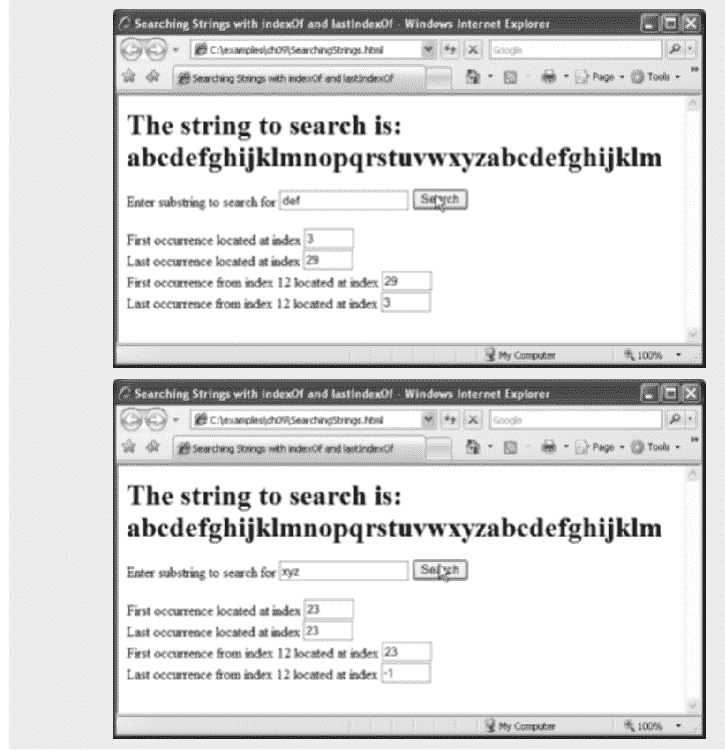 Searching Strings with indexOf and lastIndexOf - Windows Internet Explorer
C:\examples\ch09\SearchingStrings.html
Google
Searching Strings with indexOf and lastIndexOf
Page
Tools
The string to search is:
abcdefghijklmnopqrstuvwxyzabcdefghijklm
Enter substring to search for def Search
First occurrence located at index 3
Last occurrence located at index 29
First occurrence from index 12 located at index 29
Last occurrence from index 12 located at index 3
My Computer 100%
Searching Strings with indexOf and lastIndexOf - Windows Internet Explorer
C:\examples\ch09\SearchingStrings.html
Google
Searching Strings with indexOf and lastIndexOf
Page
Tools
The string to search is:
abcdefghijklmnopqrstuvwxyzabcdefghijklm
Enter substring to search for xyz Search
First occurrence located at index 23
Last occurrence located at index 23
First occurrence from index 12 located at index 23
Last occurrence from index 12 located at index -1
My Computer 100%